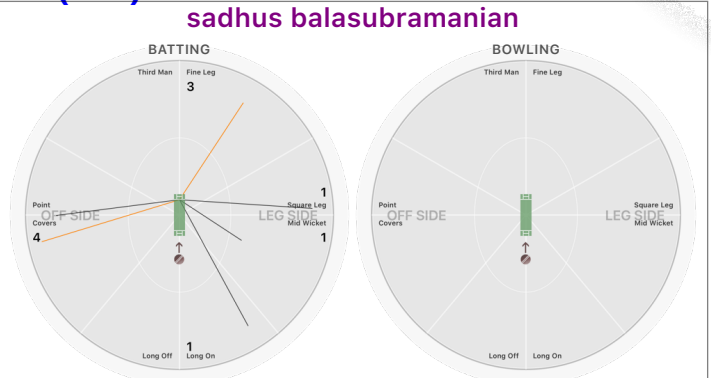 sadhus balasubramanian
BATTING
Third Man
Fine Leg
3
1
Point
OFF SIDE
Covers
4
Square Leg
LEG SIDE
Mid Wicket
1
1
Long Off
Long On
BOWLING
Third Man
Fine Leg
Point
OFF SIDE
Covers
Square Leg
LEG SIDE
Mid Wicket
Long Off
Long On